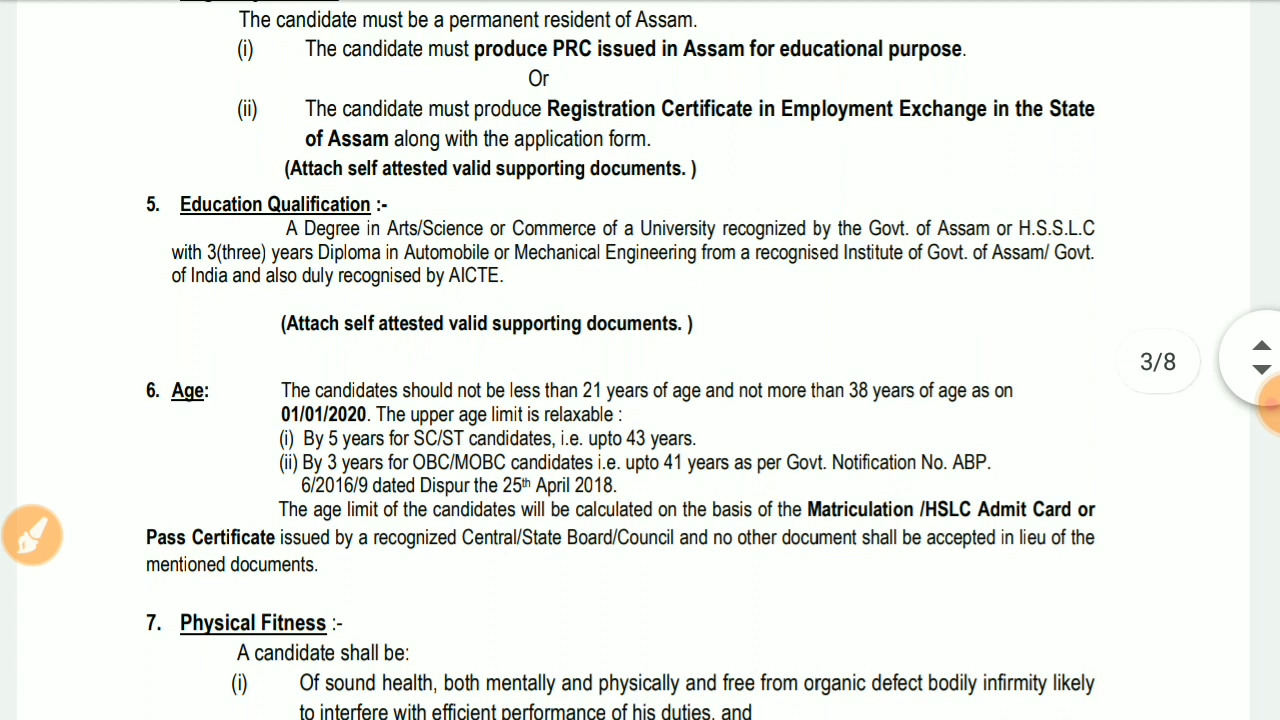 The candidate must be a permanent resident of Assam.
(i) The candidate must produce PRC issued in Assam for educational purpose.
Or
(ii) The candidate must produce Registration Certificate in Employment Exchange in the State
of Assam along with the application form.
(Attach self attested valid supporting documents. )
5. Education Qualification :-
A Degree in Arts/Science or Commerce of a University recognized by the Govt. of Assam or H.S.S.L.C
with 3(three) years Diploma in Automobile or Mechanical Engineering from a recognised Institute of Govt. of Assam/ Govt.
of India and also duly recognised by AICTE.
(Attach self attested valid supporting documents. )
3/8
6. Age: The candidates should not be less than 21 years of age and not more than 38 years of age as on
01/01/2020. The upper age limit is relaxable :
(i) By 5 years for SC/ST candidates, i.e. upto 43 years.
(ii) By 3 years for OBC/MOBC candidates i.e. upto 41 years as per Govt. Notification No. ABP.
6/2016/9 dated Dispur the 25th April 2018.
The age limit of the candidates will be calculated on the basis of the Matriculation /HSLC Admit Card or
Pass Certificate issued by a recognized Central/State Board/Council and no other document shall be accepted in lieu of the
mentioned documents.
7. Physical Fitness :-
A candidate shall be:
(i) Of sound health, both mentally and physically and free from organic defect bodily infirmity likely
to interfere with efficient performance of his duties, and